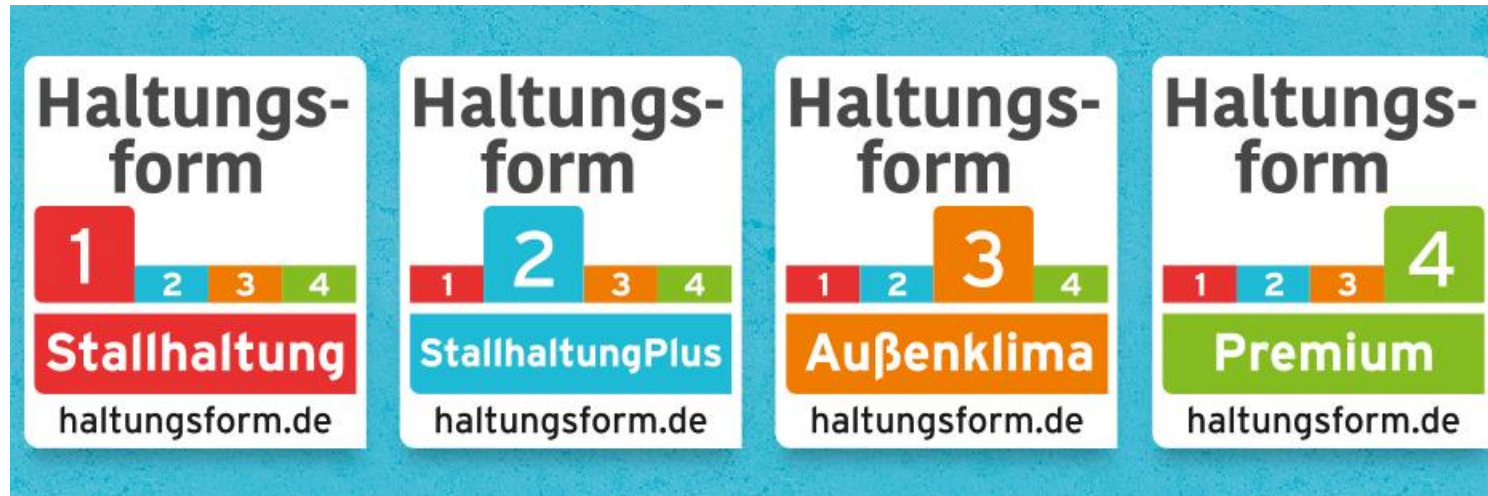 Haltungs-
form
1 2 3 4
Stallhaltung
haltungsform.de
Haltungs-
form
1 2 3 4
StallhaltungPlus
haltungsform.de
Haltungs-
form
1 2 3 4
Außenklima
haltungsform.de
Haltungs-
form
1 2 3 4
Premium
haltungsform.de